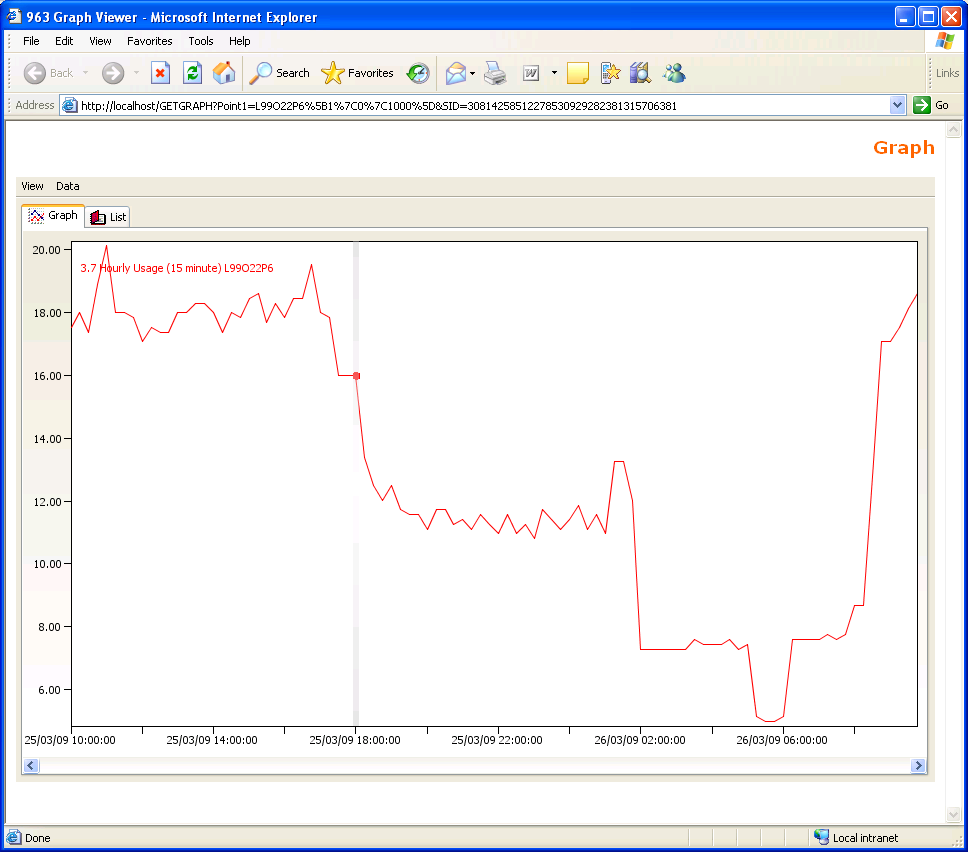 963 Graph Viewer - Microsoft Internet Explorer
File Edit View Favorites Tools Help
Back Search Favorites Links
Address http://localhost/GETGRAPH?Point1=L99O22P6%5B1%7C0%7C1000%5D&SID=30814258512278530929282381315706381 Go
Graph
View Data
Graph List
20.00
3.7 Hourly Usage (15 minute) L99O22P6
18.00
16.00
14.00
12.00
10.00
8.00
6.00
25/03/09 10:00:00 25/03/09 14:00:00 25/03/09 18:00:00 25/03/09 22:00:00 26/03/09 02:00:00 26/03/09 06:00:00
Done Local intranet